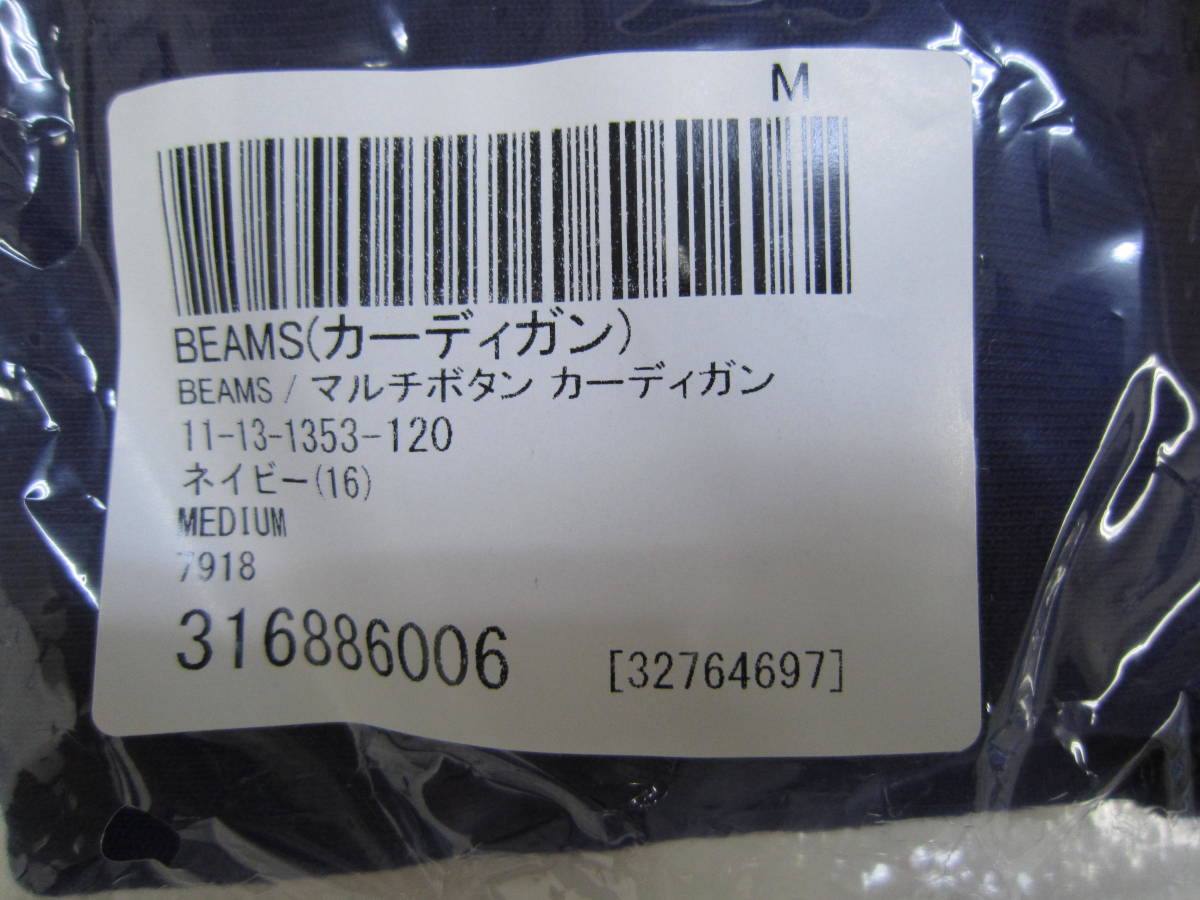 M
BEAMS(カーディガン)
BEAMS / マルチボタン カーディガン
11-13-1353-120
ネイビー(16)
MEDIUM
7918
316886006 [32764697]